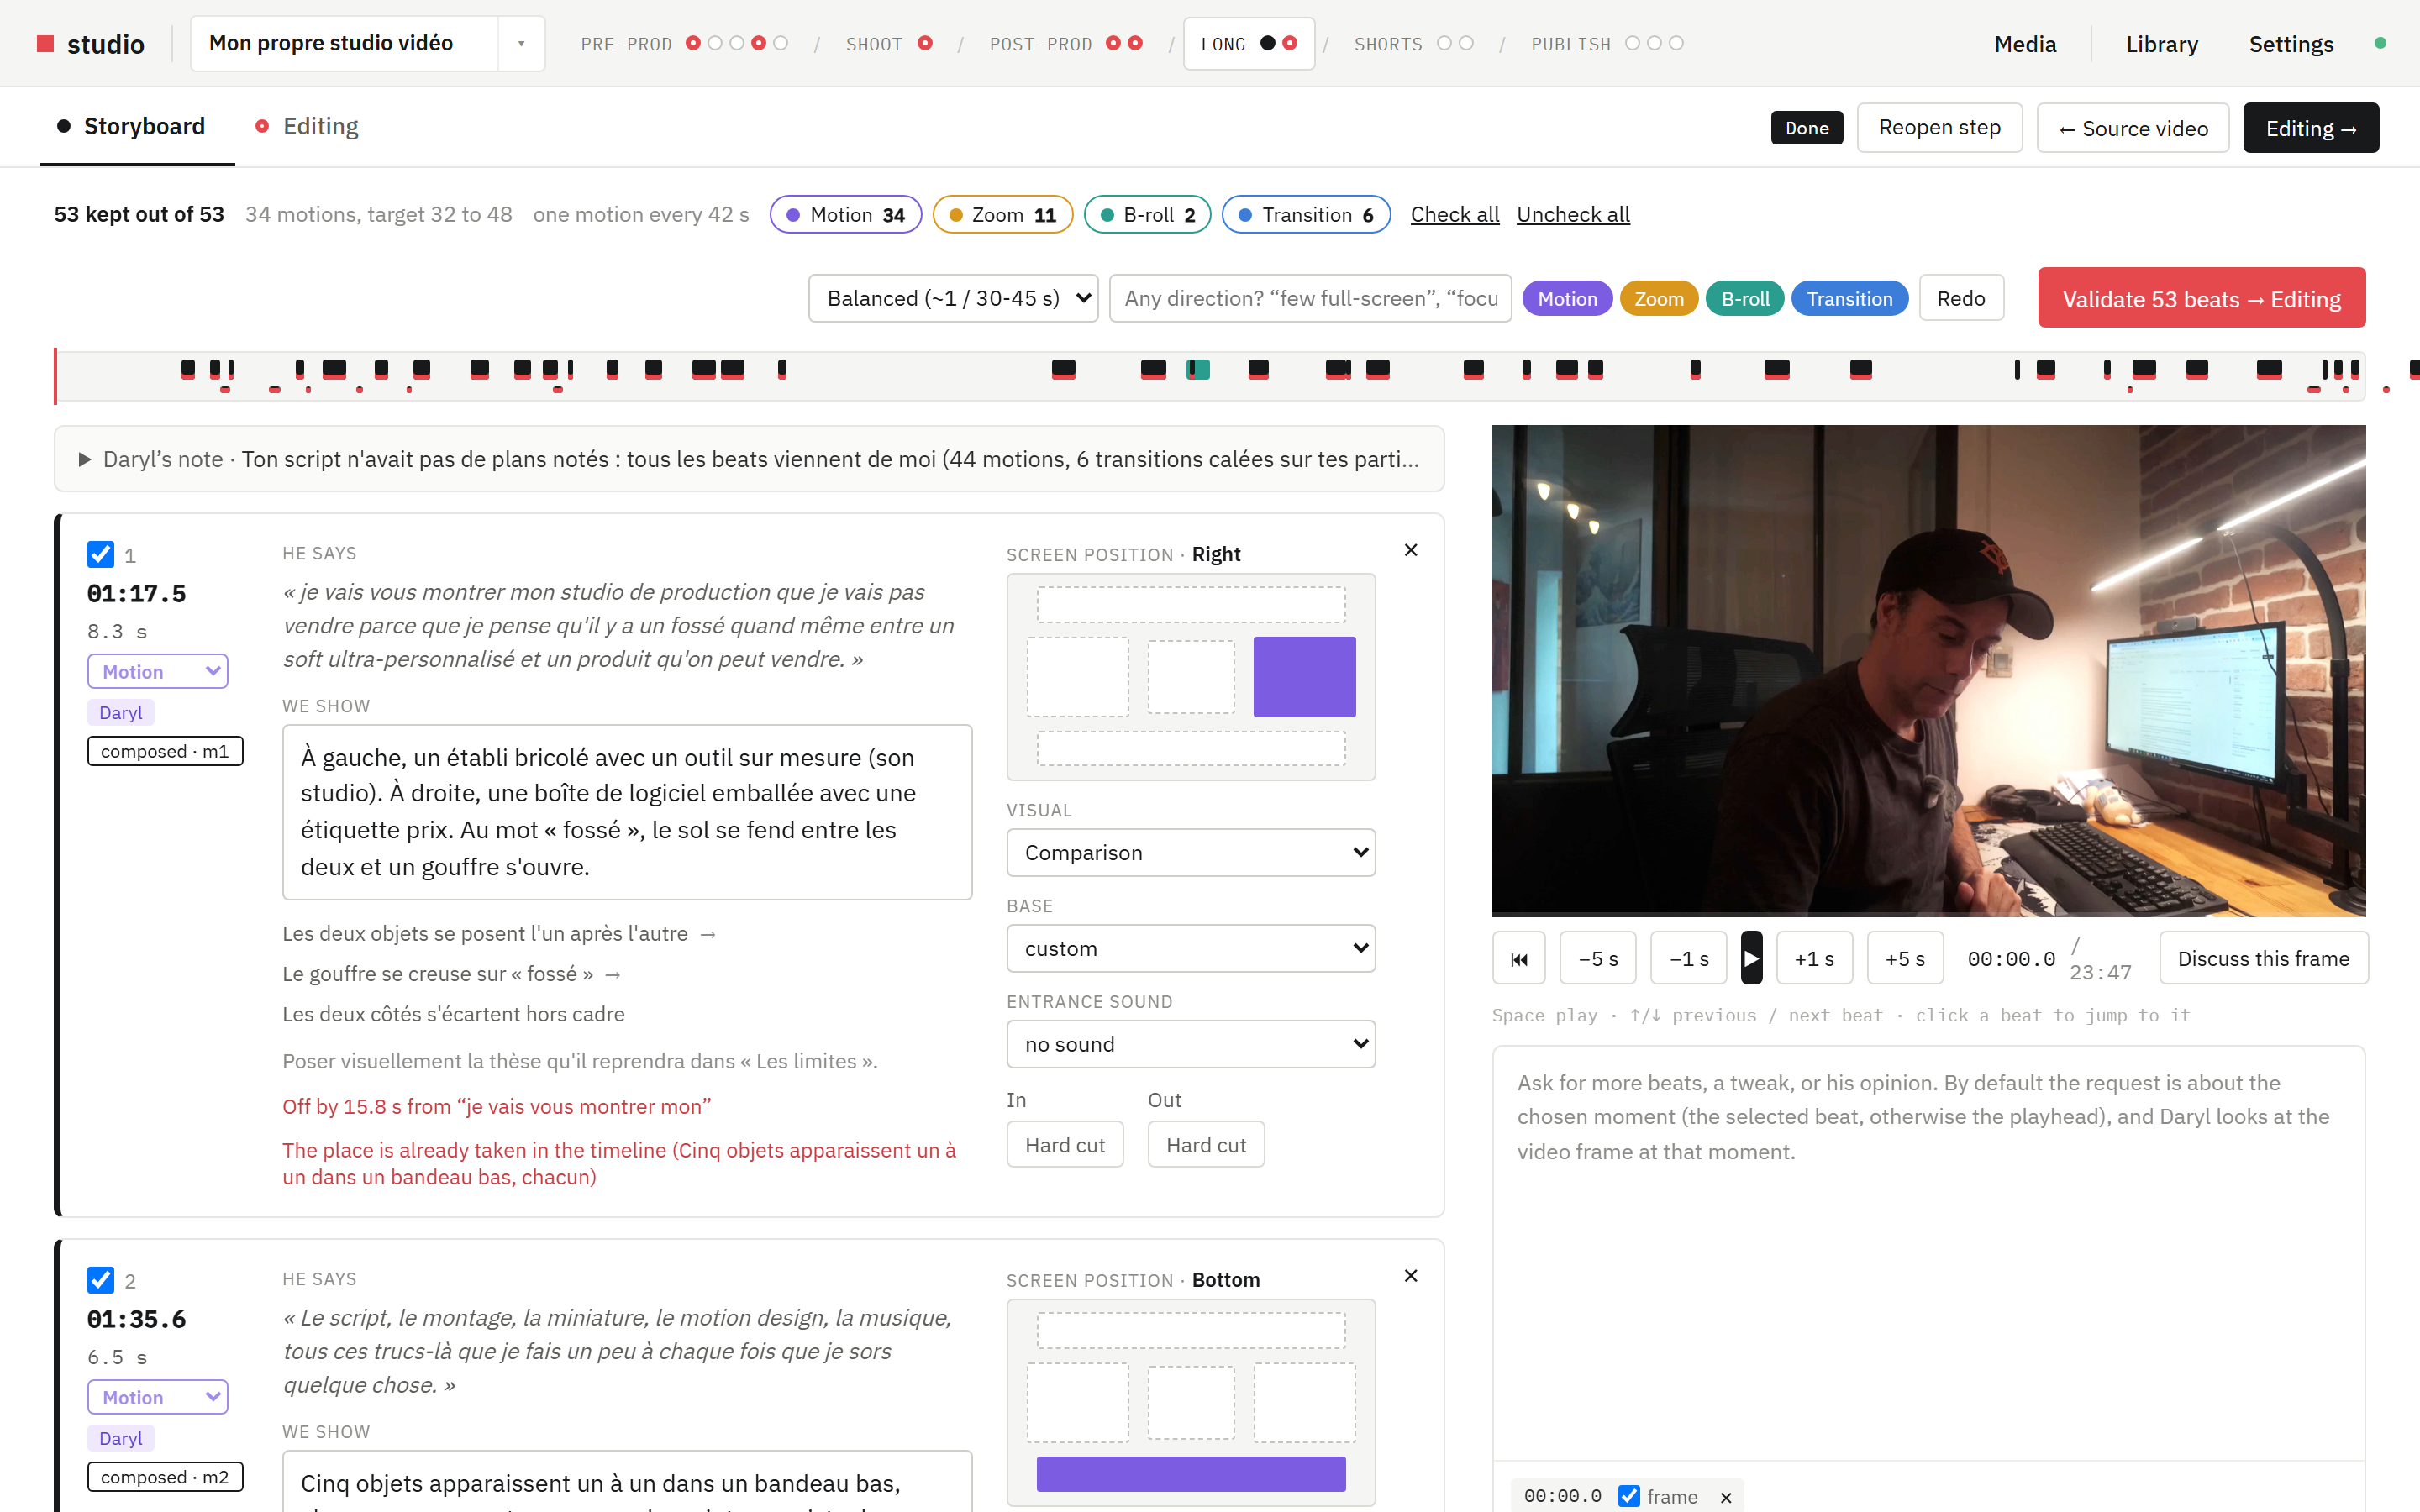 studio
Mon propre studio vidéo
PRE-PROD / SHOOT / POST-PROD / LONG / SHORTS / PUBLISH
Media Library Settings
Storyboard Editing
Done Reopen step ← Source video Editing →
53 kept out of 53 34 motions, target 32 to 48 one motion every 42 s Motion 34 Zoom 11 B-roll 2 Transition 6 Check all Uncheck all
Balanced (~1 / 30-45 s) Any direction? “few full-screen”, “focu Motion Zoom B-roll Transition Redo Validate 53 beats → Editing
▶ Daryl’s note · Ton script n'avait pas de plans notés : tous les beats viennent de moi (44 motions, 6 transitions calées sur tes parti...
1
01:17.5
8.3 s
Motion
Daryl
composed · m1
HE SAYS
« je vais vous montrer mon studio de production que je vais pas
vendre parce que je pense qu'il y a un fossé quand même entre un
soft ultra-personnalisé et un produit qu'on peut vendre. »
WE SHOW
À gauche, un établi bricolé avec un outil sur mesure (son
studio). À droite, une boîte de logiciel emballée avec une
étiquette prix. Au mot « fossé », le sol se fend entre les
deux et un gouffre s'ouvre.
Les deux objets se posent l'un après l'autre →
Le gouffre se creuse sur « fossé » →
Les deux côtés s'écartent hors cadre
Poser visuellement la thèse qu'il reprendra dans « Les limites ».
Off by 15.8 s from “je vais vous montrer mon”
The place is already taken in the timeline (Cinq objets apparaissent un à
un dans un bandeau bas, chacun)
SCREEN POSITION · Right
×
VISUAL
Comparison
BASE
custom
ENTRANCE SOUND
no sound
In Out
Hard cut Hard cut
2
01:35.6
6.5 s
Motion
Daryl
composed · m2
HE SAYS
« Le script, le montage, la miniature, le motion design, la musique,
tous ces trucs-là que je fais un peu à chaque fois que je sors
quelque chose. »
WE SHOW
Cinq objets apparaissent un à un dans un bandeau bas,
SCREEN POSITION · Bottom
×
−5 s −1 s +1 s +5 s 00:00.0 / 23:47 Discuss this frame
Space play · ↑/↓ previous / next beat · click a beat to jump to it
Ask for more beats, a tweak, or his opinion. By default the request is about the
chosen moment (the selected beat, otherwise the playhead), and Daryl looks at the
video frame at that moment.
00:00.0 frame ×